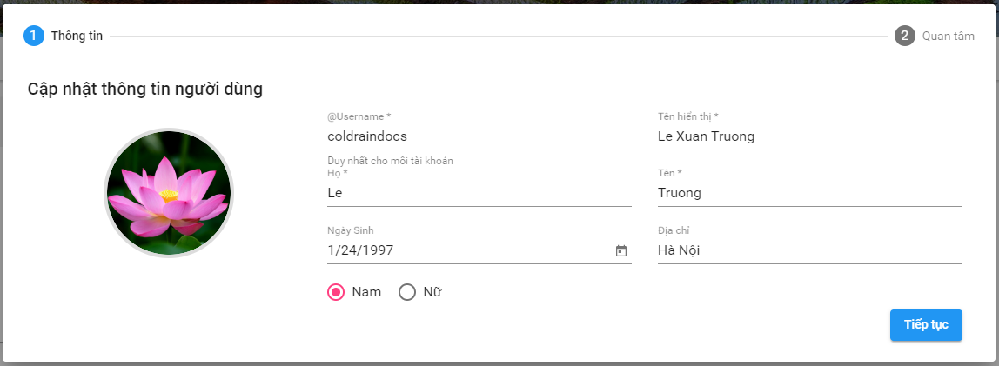 1 Thông tin
2 Quan tâm
Cập nhật thông tin người dùng
@Username *
coldraindocs
Duy nhất cho mỗi tài khoản
Tên hiển thị *
Le Xuan Truong
Họ *
Le
Tên *
Truong
Ngày Sinh
1/24/1997
Địa chỉ
Hà Nội
Nam
Nữ
Tiếp tục